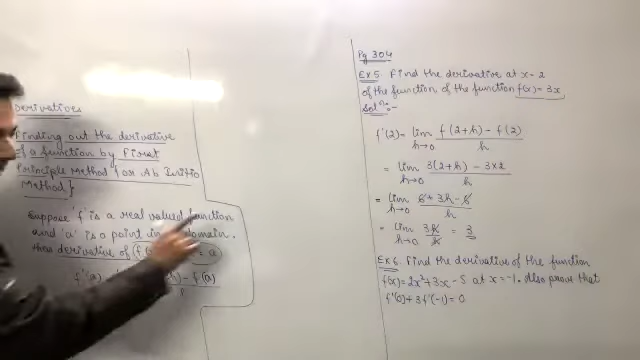 Derivatives
Finding out the derivative
of a function by First
Principle Method {or Ab Initio
Method}
Suppose 'f' is a real valued function
and 'a' is a point in domain.
derivative of = a
f'(a) - f(a)
Pg 304
Ex 5. Find the derivative at x=2
of the function of the function f(x)=3x
Solⁿ:-
f'(2)= lim h→0 f(2+h)-f(2) / h
= lim h→0 3(2+h)-3×2 / h
= lim h→0 6+3h-6 / h
= lim h→0 3h/h = 3
Ex 6. Find the derivative of the function
f(x)=2x²+3x-5 at x=-1. Also prove that
f'(0)+3f'(-1)=0